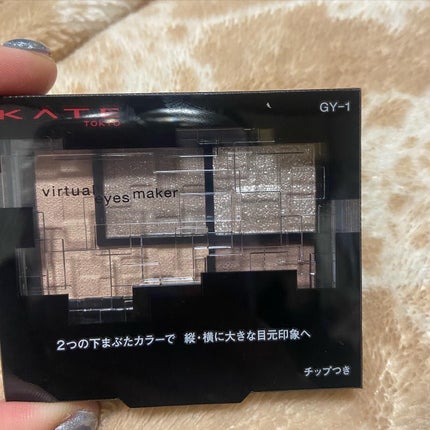 KATE
TOKYO
GY-1
virtual eyes maker
2つの下まぶたカラーで 縦・横に大きな目元印象へ
チップつき